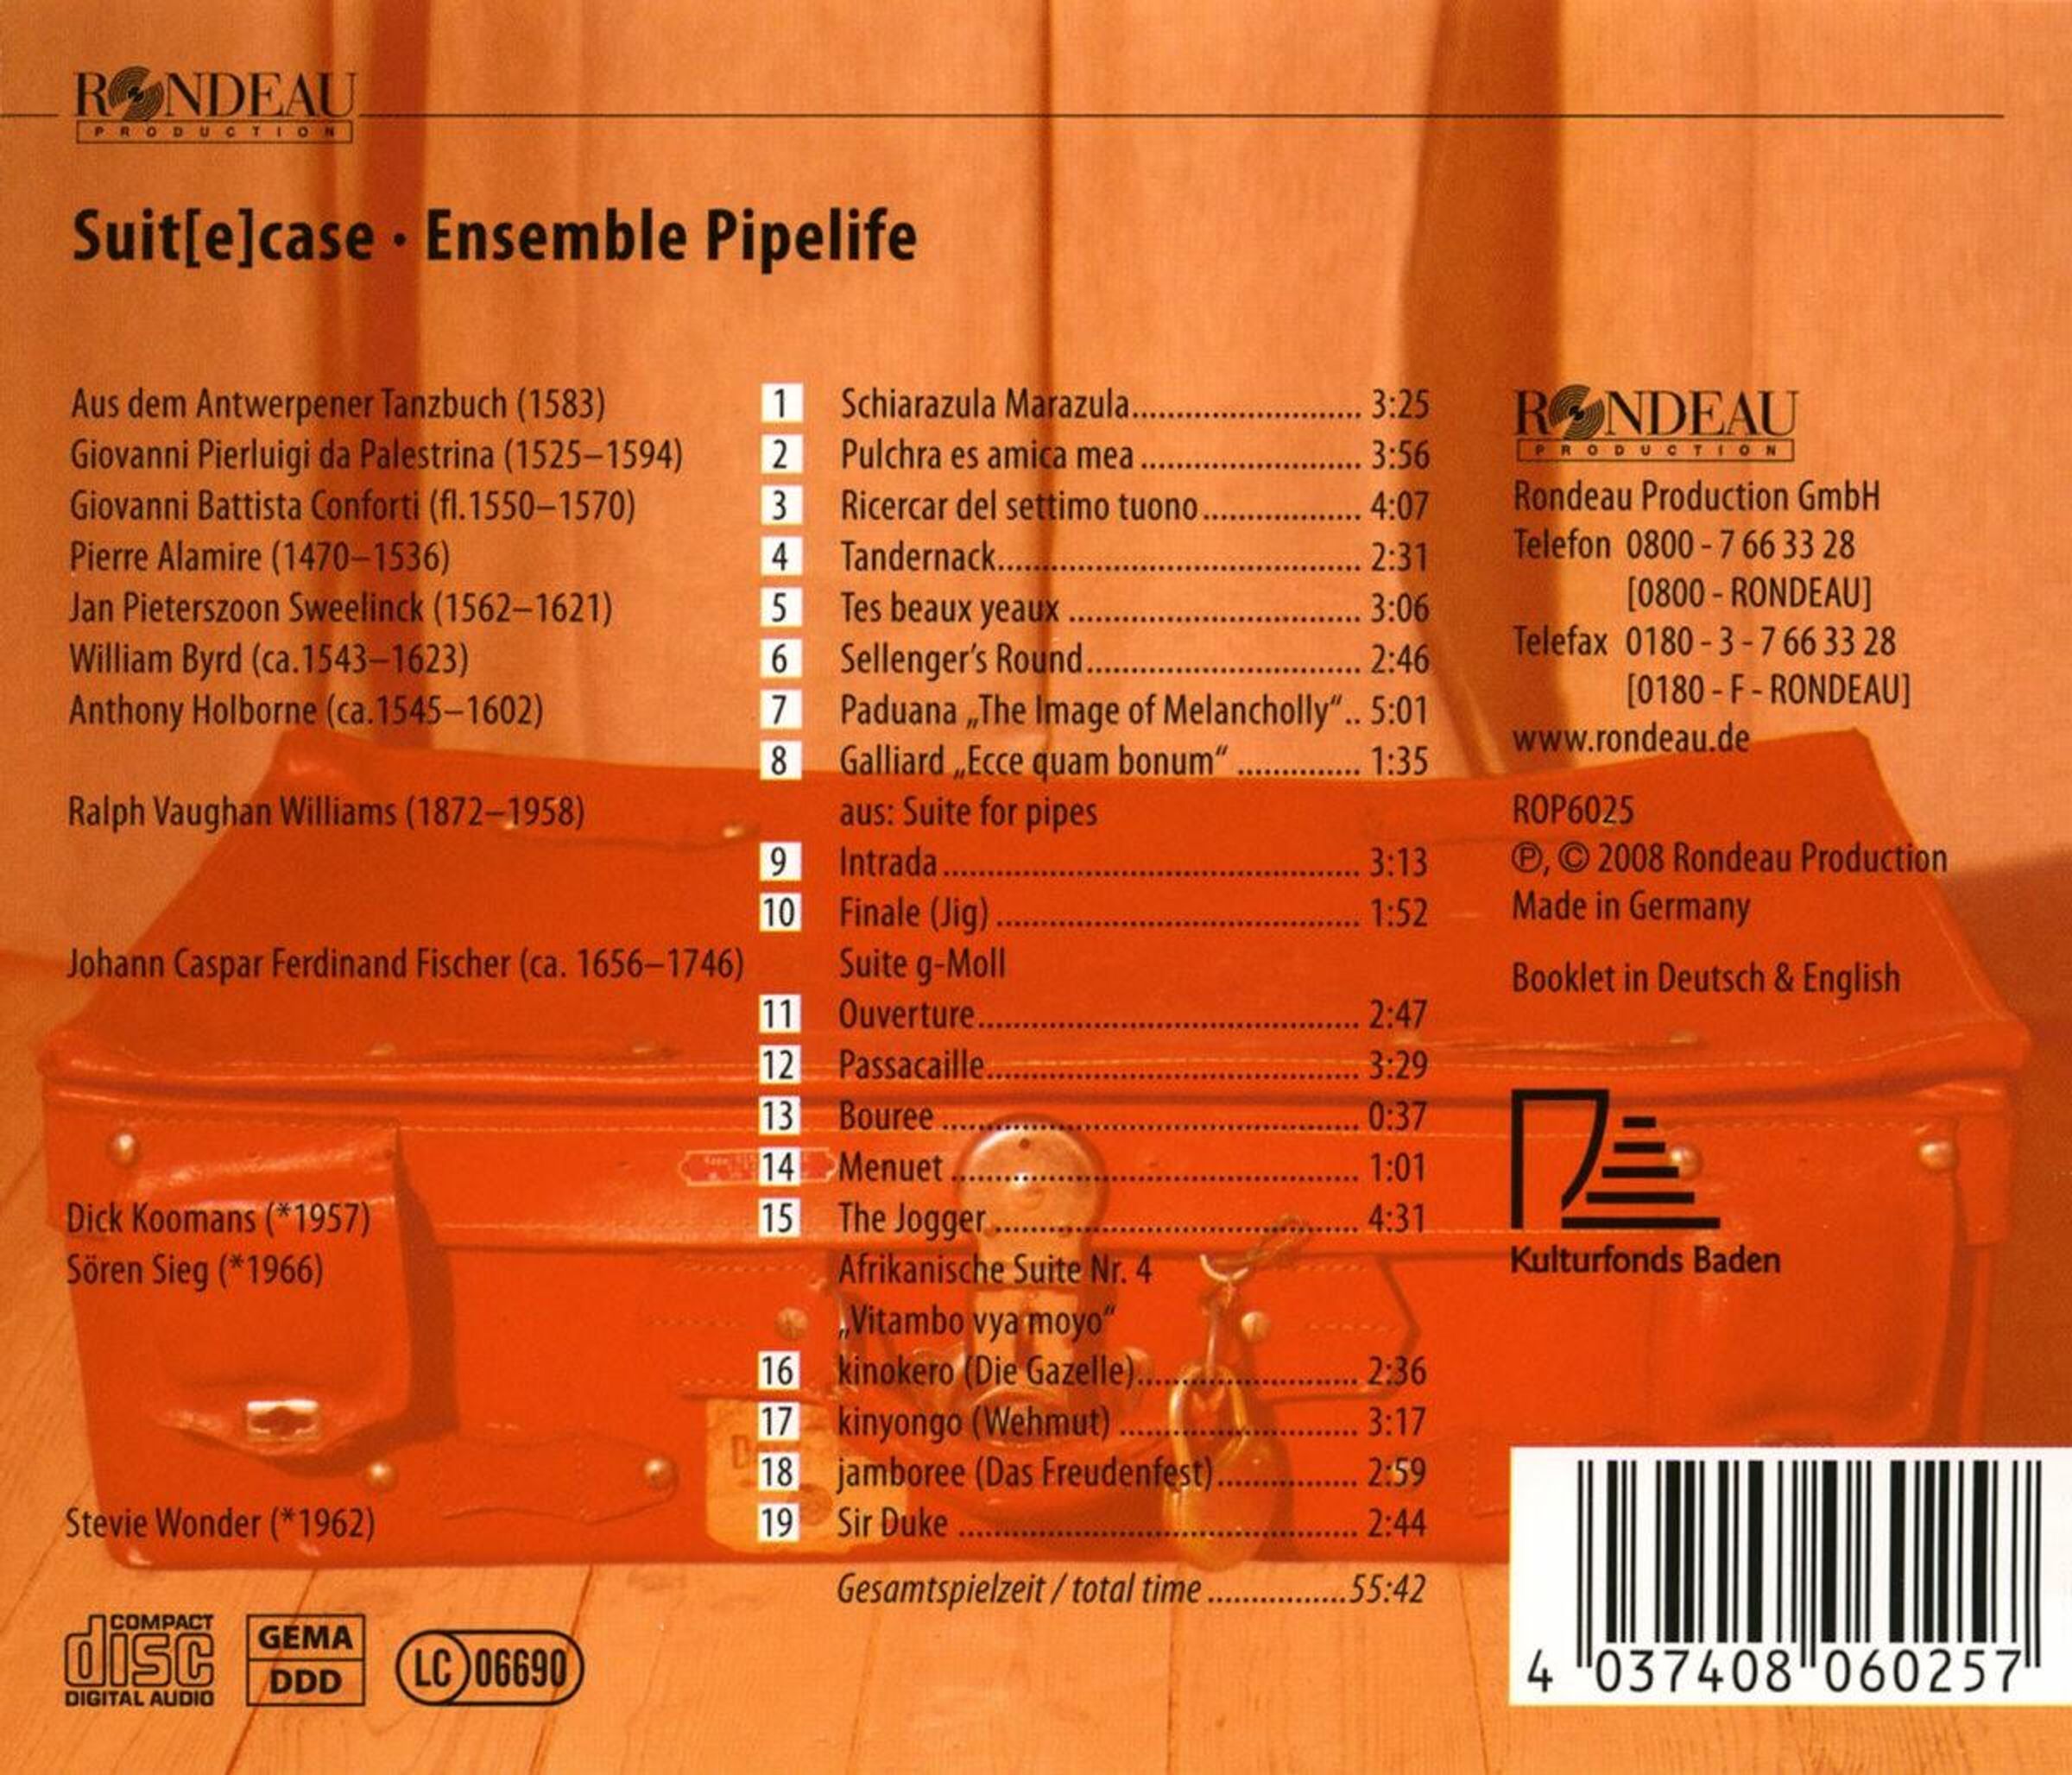 RONDEAU
PRODUCTION
Suit[e]case · Ensemble Pipelife
Aus dem Antwerpener Tanzbuch (1583) 1 Schiarazula Marazula 3:25
Giovanni Pierluigi da Palestrina (1525–1594) 2 Pulchra es amica mea 3:56
Giovanni Battista Conforti (fl.1550–1570) 3 Ricercar del settimo tuono 4:07
Pierre Alamire (1470–1536) 4 Tandernack 2:31
Jan Pieterszoon Sweelinck (1562–1621) 5 Tes beaux yeaux 3:06
William Byrd (ca.1543–1623) 6 Sellenger's Round 2:46
Anthony Holborne (ca.1545–1602) 7 Paduana „The Image of Melancholly“ 5:01
8 Galliard „Ecce quam bonum“ 1:35
Ralph Vaughan Williams (1872–1958) aus: Suite for pipes
9 Intrada 3:13
10 Finale (Jig) 1:52
Johann Caspar Ferdinand Fischer (ca. 1656–1746) Suite g-Moll
11 Ouverture 2:47
12 Passacaille 3:29
13 Bouree 0:37
14 Menuet 1:01
Dick Koomans (*1957) 15 The Jogger 4:31
Sören Sieg (*1966) Afrikanische Suite Nr. 4
„Vitambo vya moyo“
16 kinokero (Die Gazelle) 2:36
17 kinyongo (Wehmut) 3:17
18 jamboree (Das Freudenfest) 2:59
Stevie Wonder (*1962) 19 Sir Duke 2:44
Gesamtspielzeit / total time 55:42
RONDEAU
PRODUCTION
Rondeau Production GmbH
Telefon 0800 - 7 66 33 28
[0800 - RONDEAU]
Telefax 0180 - 3 - 7 66 33 28
[0180 - F - RONDEAU]
www.rondeau.de
ROP6025
℗, © 2008 Rondeau Production
Made in Germany
Booklet in Deutsch & English
Kulturfonds Baden
COMPACT
disc
DIGITAL AUDIO
GEMA
DDD
LC 06690
4 037408 060257